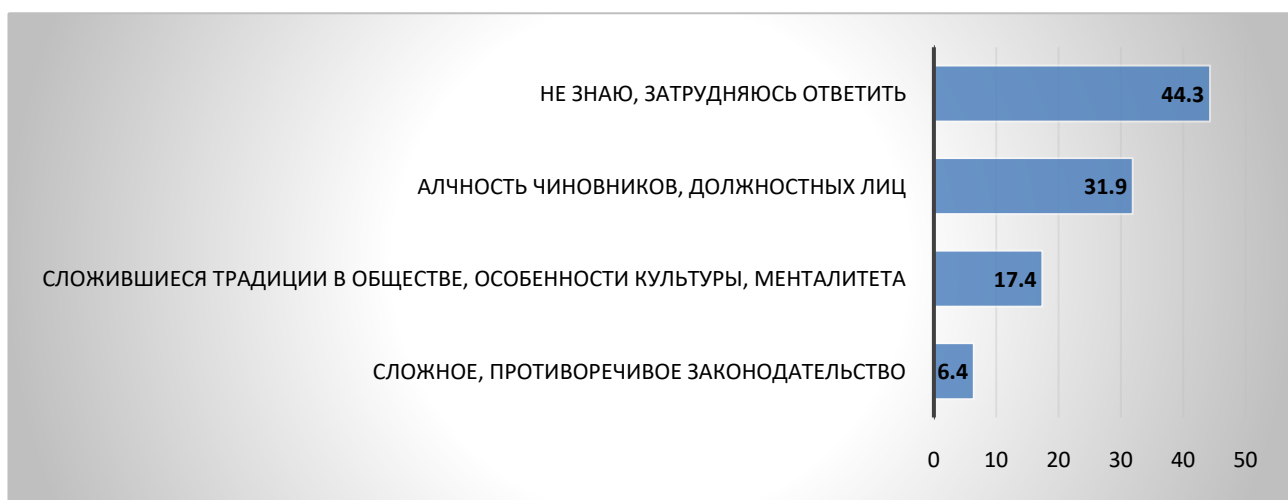 НЕ ЗНАЮ, ЗАТРУДНЯЮСЬ ОТВЕТИТЬ
44.3
АЛЧНОСТЬ ЧИНОВНИКОВ, ДОЛЖНОСТНЫХ ЛИЦ
31.9
СЛОЖИВШИЕСЯ ТРАДИЦИИ В ОБЩЕСТВЕ, ОСОБЕННОСТИ КУЛЬТУРЫ, МЕНТАЛИТЕТА
17.4
СЛОЖНОЕ, ПРОТИВОРЕЧИВОЕ ЗАКОНОДАТЕЛЬСТВО
6.4
0 10 20 30 40 50